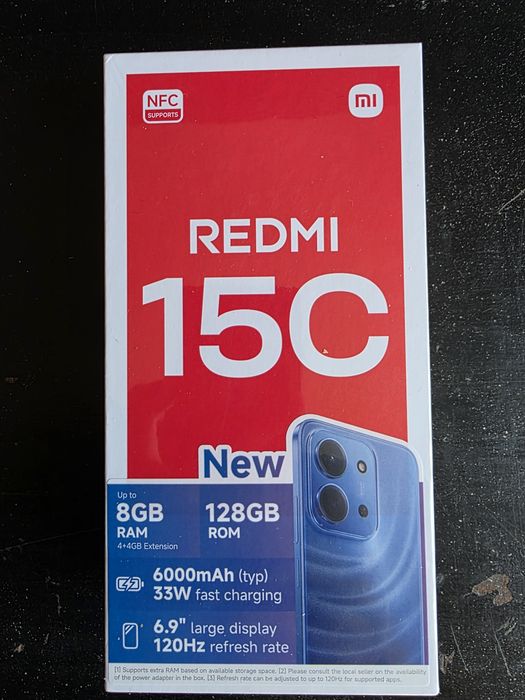 NFC
SUPPORTS
mi
REDMI
15C
New
Up to
8GB
RAM
4+4GB Extension
128GB
ROM
6000mAh (typ)
33W fast charging
6.9" large display
120Hz refresh rate
[1] Supports extra RAM based on available storage space. [2] Please consult the local seller on the availability
of the power adapter in the box. [3] Refresh rate can be adjusted to up to 120Hz for supported apps.